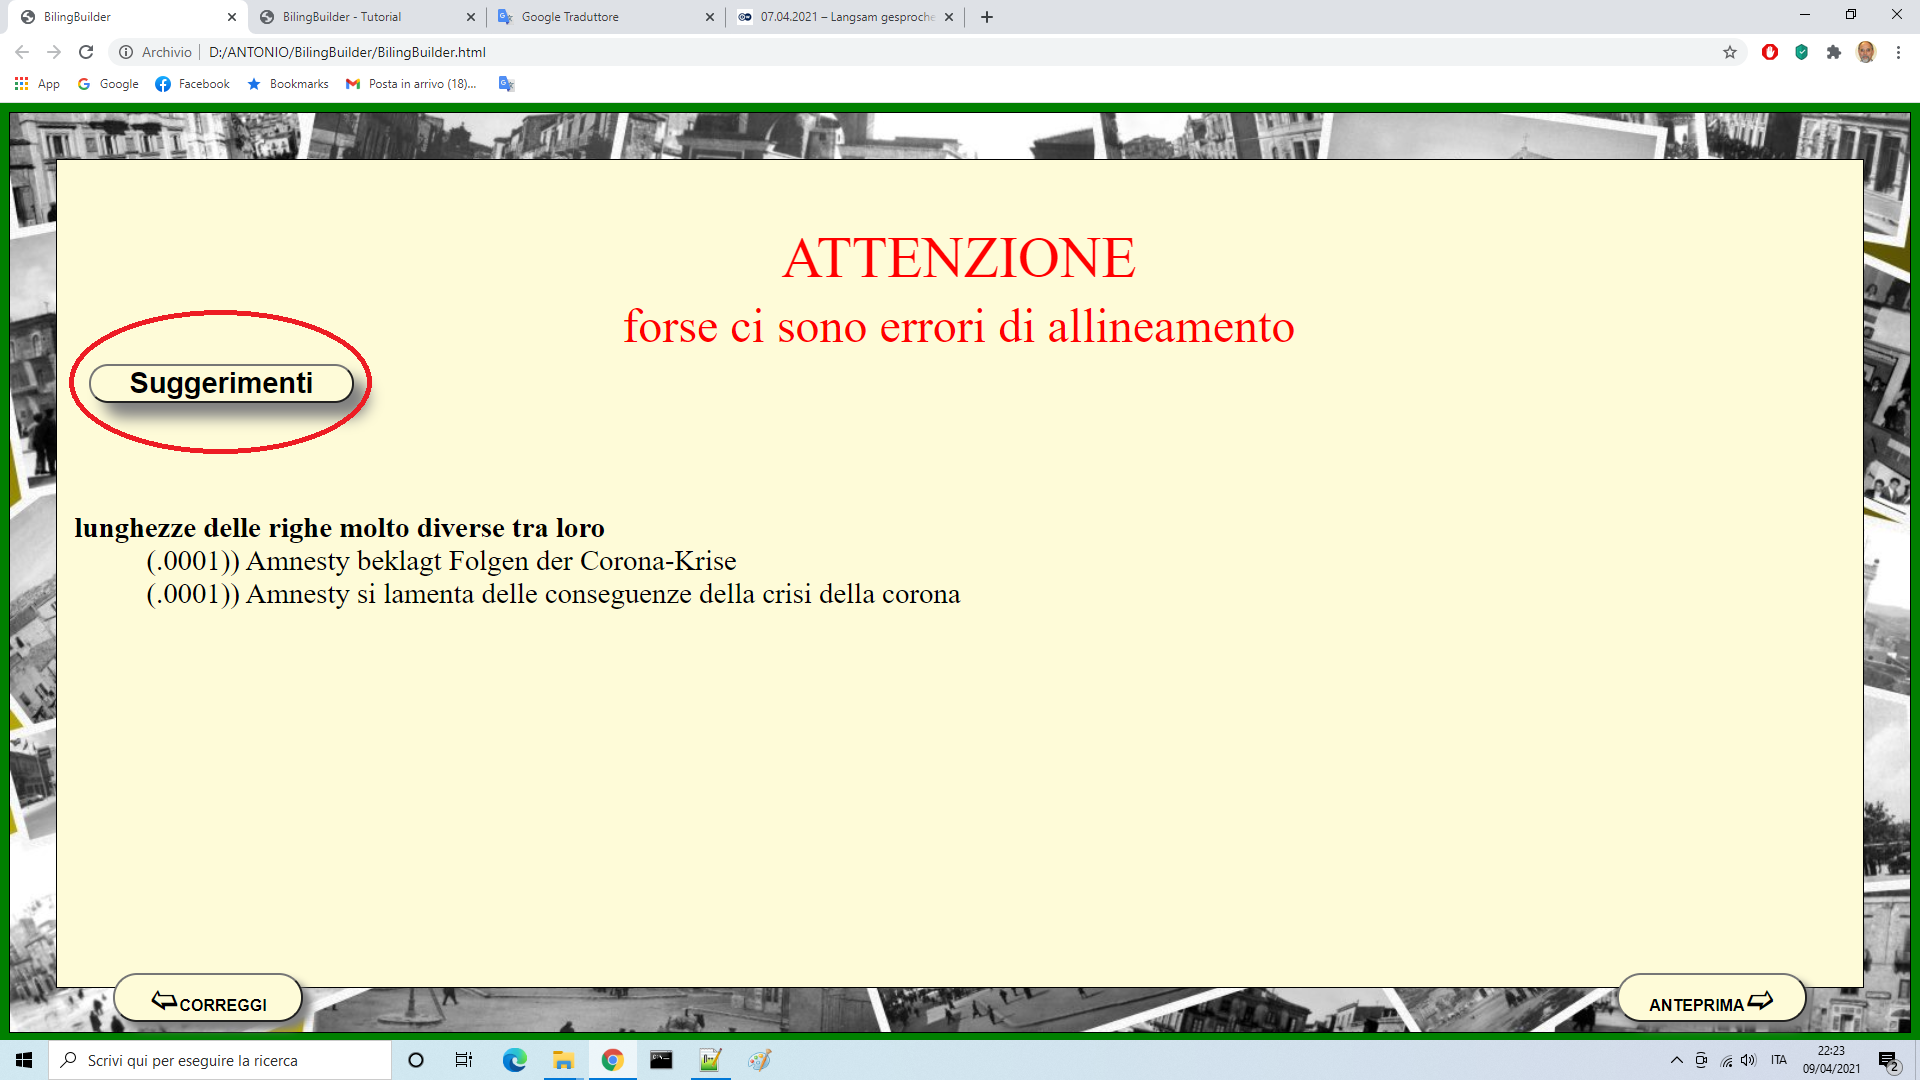 BilingBuilder
BilingBuilder - Tutorial
Google Traduttore
07.04.2021 – Langsam gesproche
Archivio
D:/ANTONIO/BilingBuilder/BilingBuilder.html
App
Google
Facebook
Bookmarks
Posta in arrivo (18)...
ATTENZIONE
forse ci sono errori di allineamento
Suggerimenti
lunghezze delle righe molto diverse tra loro
(.0001)) Amnesty beklagt Folgen der Corona-Krise
(.0001)) Amnesty si lamenta delle conseguenze della crisi della corona
CORREGGI
ANTEPRIMA
Scrivi qui per eseguire la ricerca
ITA
22:23
09/04/2021
2